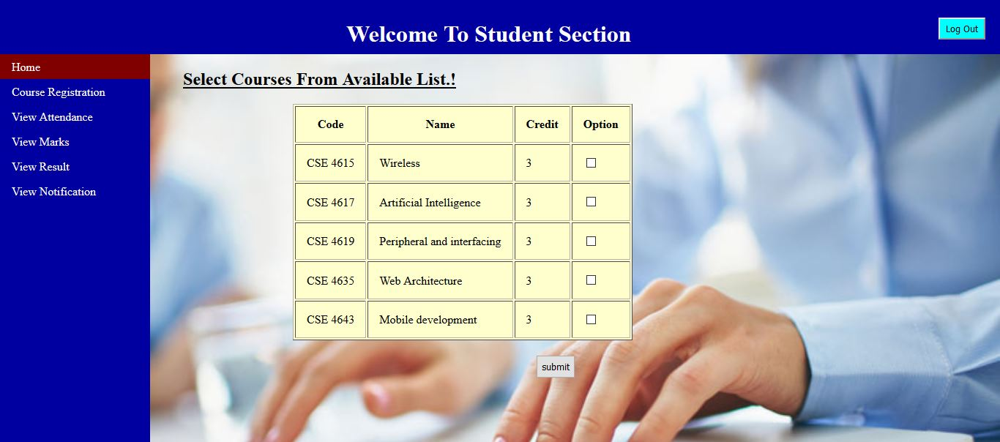 Welcome To Student Section
Log Out
Home
Course Registration
View Attendance
View Marks
View Result
View Notification
Select Courses From Available List.!
Code Name Credit Option
CSE 4615 Wireless 3
CSE 4617 Artificial Intelligence 3
CSE 4619 Peripheral and interfacing 3
CSE 4635 Web Architecture 3
CSE 4643 Mobile development 3
submit